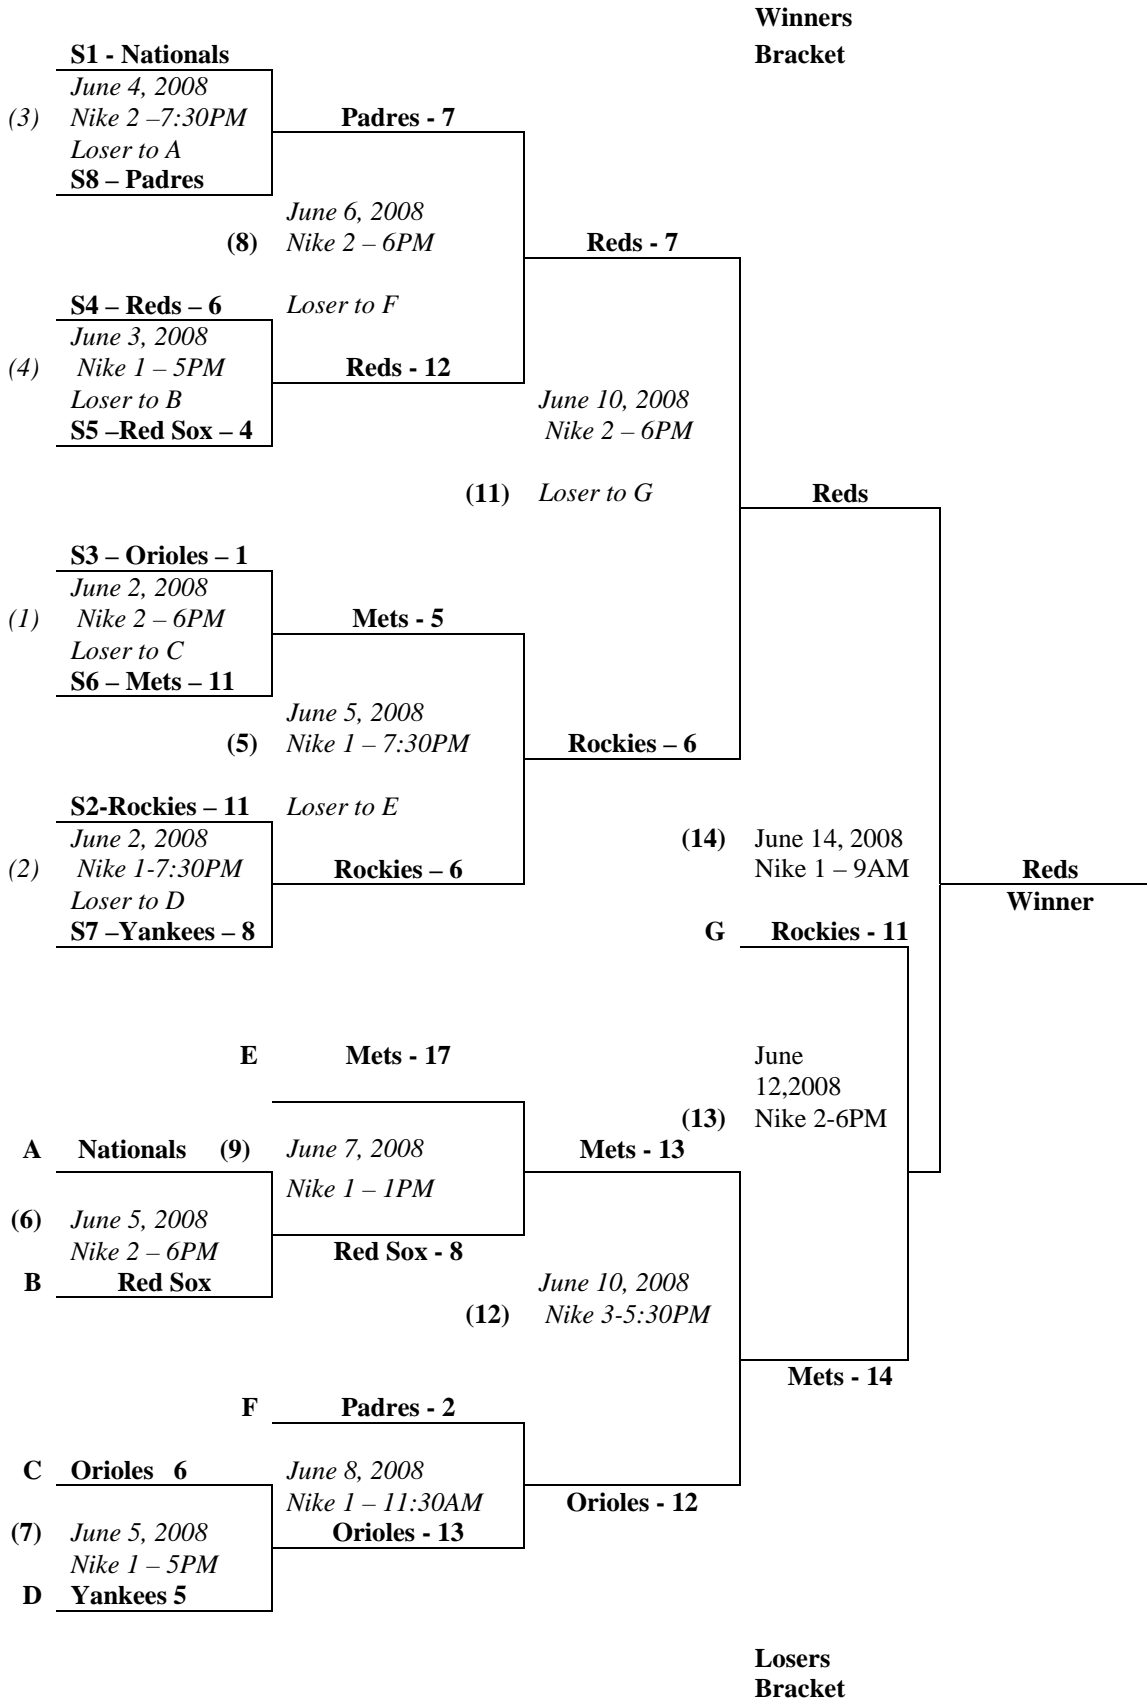 Winners
Bracket
S1 - Nationals
June 4, 2008
(3) Nike 2 –7:30PM
Loser to A
S8 – Padres
Padres - 7
June 6, 2008
(8) Nike 2 – 6PM
Loser to F
Reds - 7
S4 – Reds – 6
June 3, 2008
(4) Nike 1 – 5PM
Loser to B
S5 –Red Sox – 4
Reds - 12
June 10, 2008
Nike 2 – 6PM
(11) Loser to G
Reds
S3 – Orioles – 1
June 2, 2008
(1) Nike 2 – 6PM
Loser to C
S6 – Mets – 11
Mets - 5
June 5, 2008
(5) Nike 1 – 7:30PM
Loser to E
Rockies – 6
S2-Rockies – 11
June 2, 2008
(2) Nike 1-7:30PM
Loser to D
S7 –Yankees – 8
Rockies – 6
(14) June 14, 2008
Nike 1 – 9AM
Reds
Winner
G Rockies - 11
E Mets - 17
June
12,2008
(13) Nike 2-6PM
A Nationals
(9) June 7, 2008
Nike 1 – 1PM
Mets - 13
(6) June 5, 2008
Nike 2 – 6PM
B Red Sox
Red Sox - 8
June 10, 2008
(12) Nike 3-5:30PM
Mets - 14
F Padres - 2
C Orioles 6
June 8, 2008
Nike 1 – 11:30AM
Orioles - 12
(7) June 5, 2008
Nike 1 – 5PM
D Yankees 5
Orioles - 13
Losers
Bracket